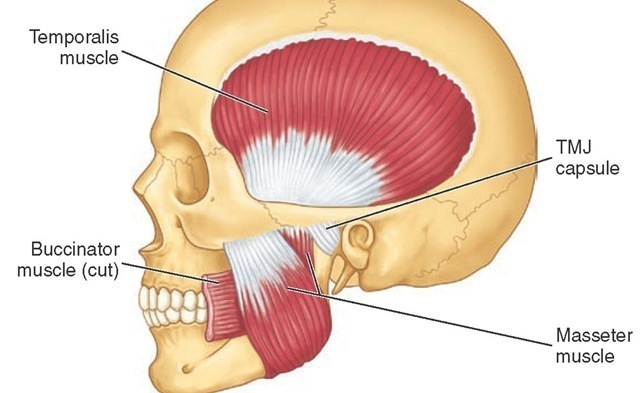 Temporalis
muscle
TMJ
capsule
Buccinator
muscle (cut)
Masseter
muscle